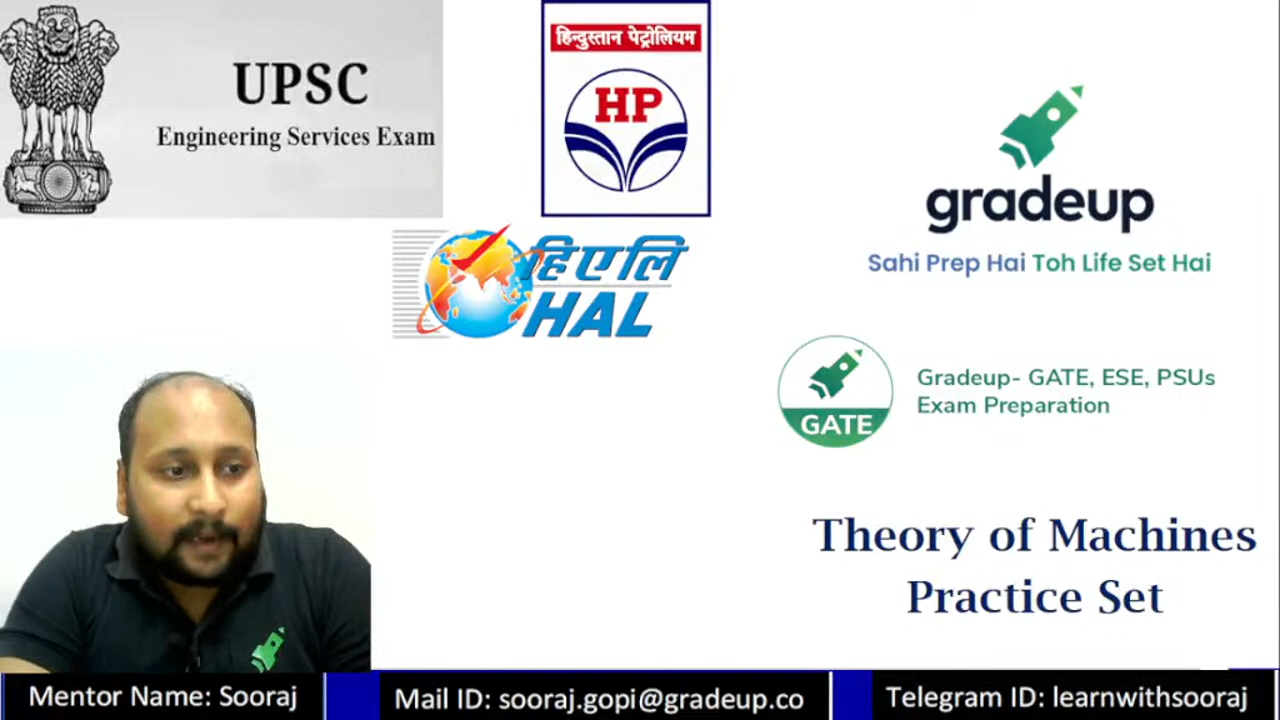 UPSC
Engineering Services Exam
हिन्दुस्तान पेट्रोलियम
HP
हिएलि
HAL
gradeup
Sahi Prep Hai Toh Life Set Hai
GATE
Gradeup- GATE, ESE, PSUs
Exam Preparation
Theory of Machines
Practice Set
Mentor Name: Sooraj
Mail ID: sooraj.gopi@gradeup.co
Telegram ID: learnwithsooraj